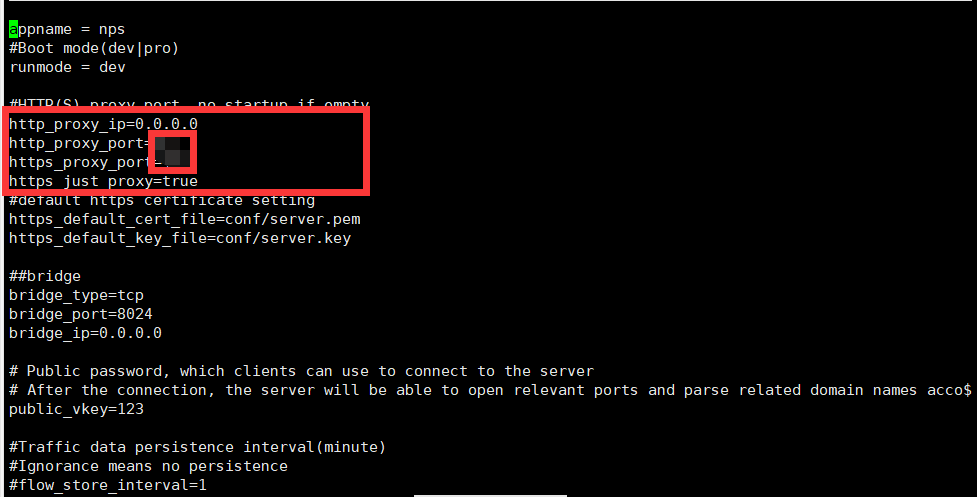 appname = nps
#Boot mode(dev|pro)
runmode = dev
#HTTP(S) proxy port, no startup if empty
http_proxy_ip=0.0.0.0
http_proxy_port=
https_proxy_port=
https_just_proxy=true
#default https certificate setting
https_default_cert_file=conf/server.pem
https_default_key_file=conf/server.key
##bridge
bridge_type=tcp
bridge_port=8024
bridge_ip=0.0.0.0
# Public password, which clients can use to connect to the server
# After the connection, the server will be able to open relevant ports and parse related domain names acco$
public_vkey=123
#Traffic data persistence interval(minute)
#Ignorance means no persistence
#flow_store_interval=1